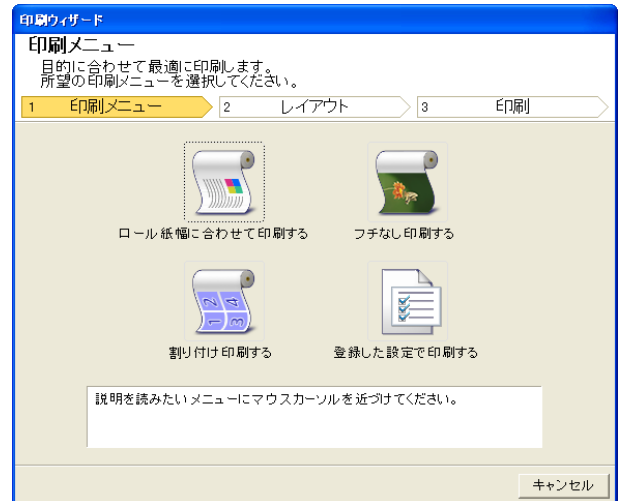 印刷ウィザード
印刷メニュー
目的に合わせて最適に印刷します。
所望の印刷メニューを選択してください。
1 印刷メニュー 2 レイアウト 3 印刷
ロール紙幅に合わせて印刷する フチなし印刷する
1 2 3 4
割り付け印刷する 登録した設定で印刷する
説明を読みたいメニューにマウスカーソルを近づけてください。
キャンセル